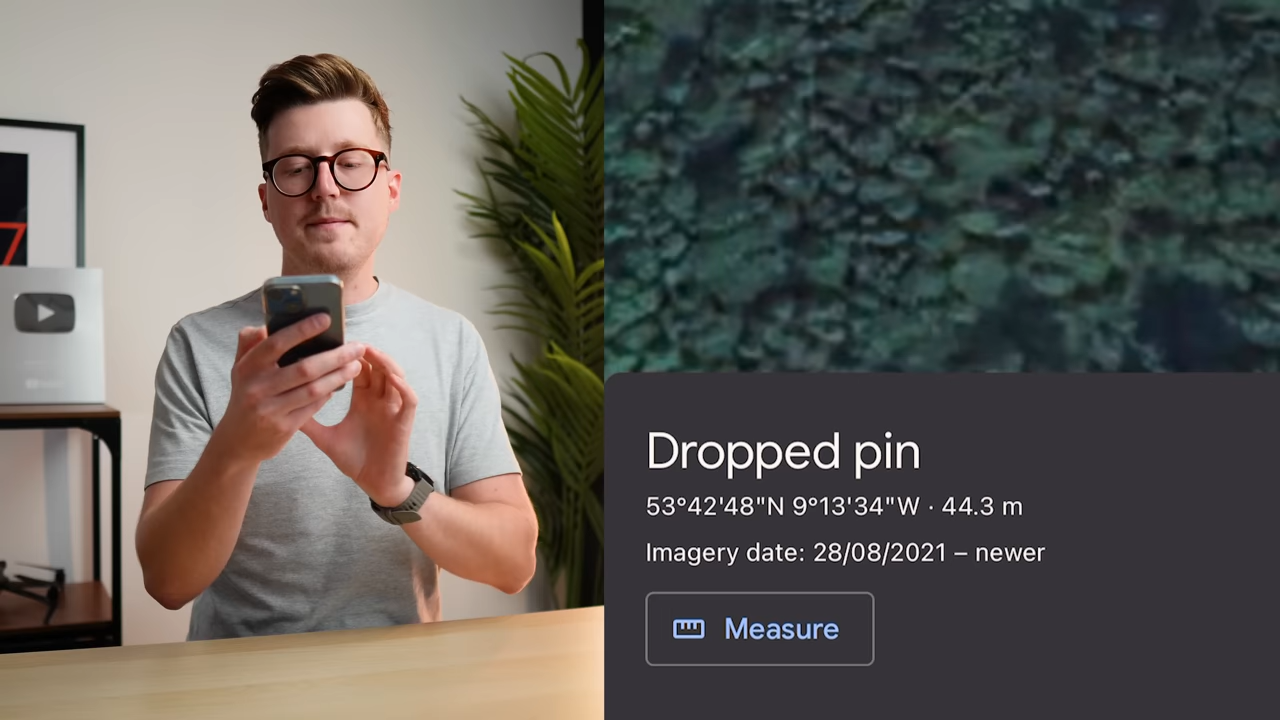 Dropped pin
53°42'48"N 9°13'34"W · 44.3 m
Imagery date: 28/08/2021 – newer
Measure